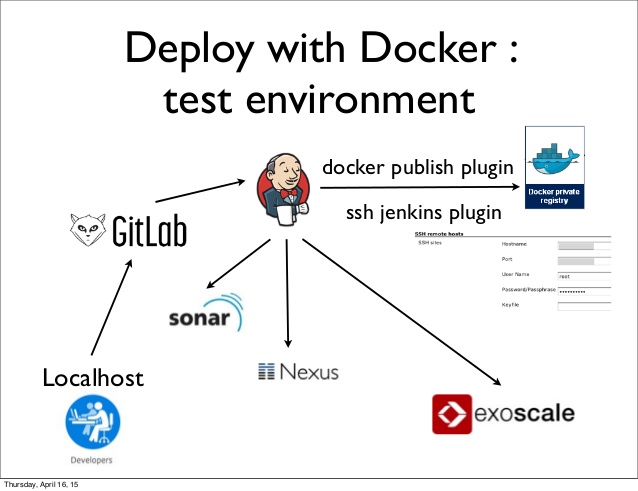 Deploy with Docker :
test environment
docker publish plugin
Docker private
registry
ssh jenkins plugin
GitLab
SSH remote hosts
SSH sites
Hostname
Port
User Name
root
Password/Passphrase
••••••••••
Keyfile
sonar
Nexus
Localhost
exoscale
Developers
Thursday, April 16, 15